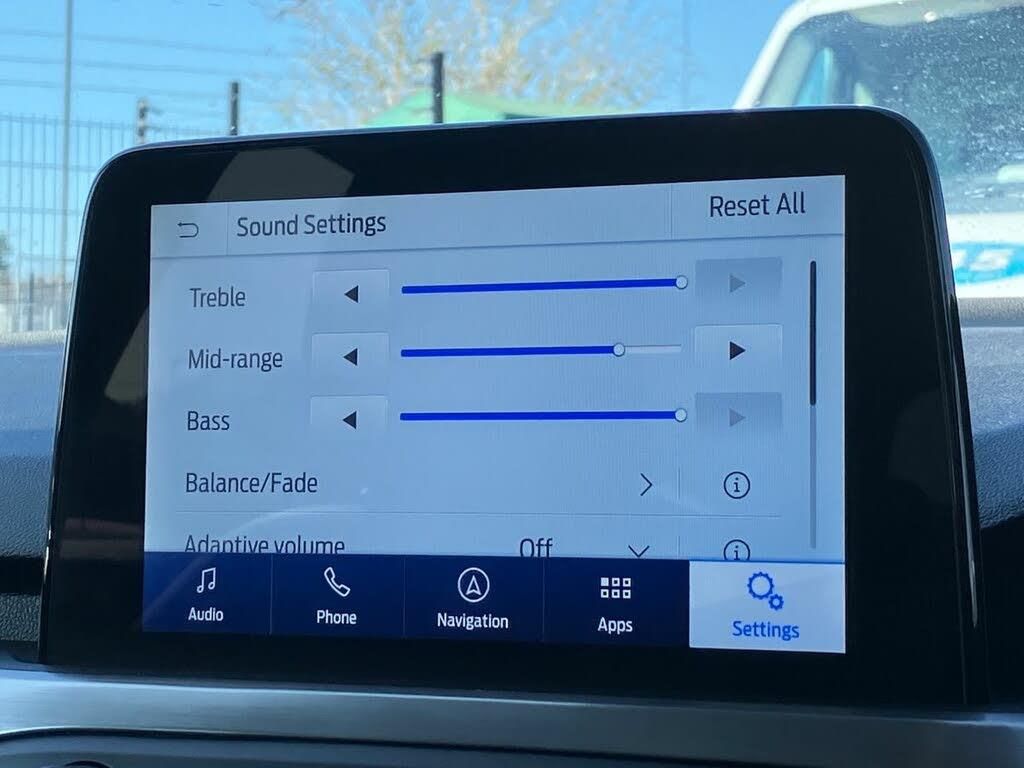 Sound Settings
Reset All
Treble
Mid-range
Bass
Balance/Fade
Adaptive volume Off
Audio
Phone
Navigation
Apps
Settings